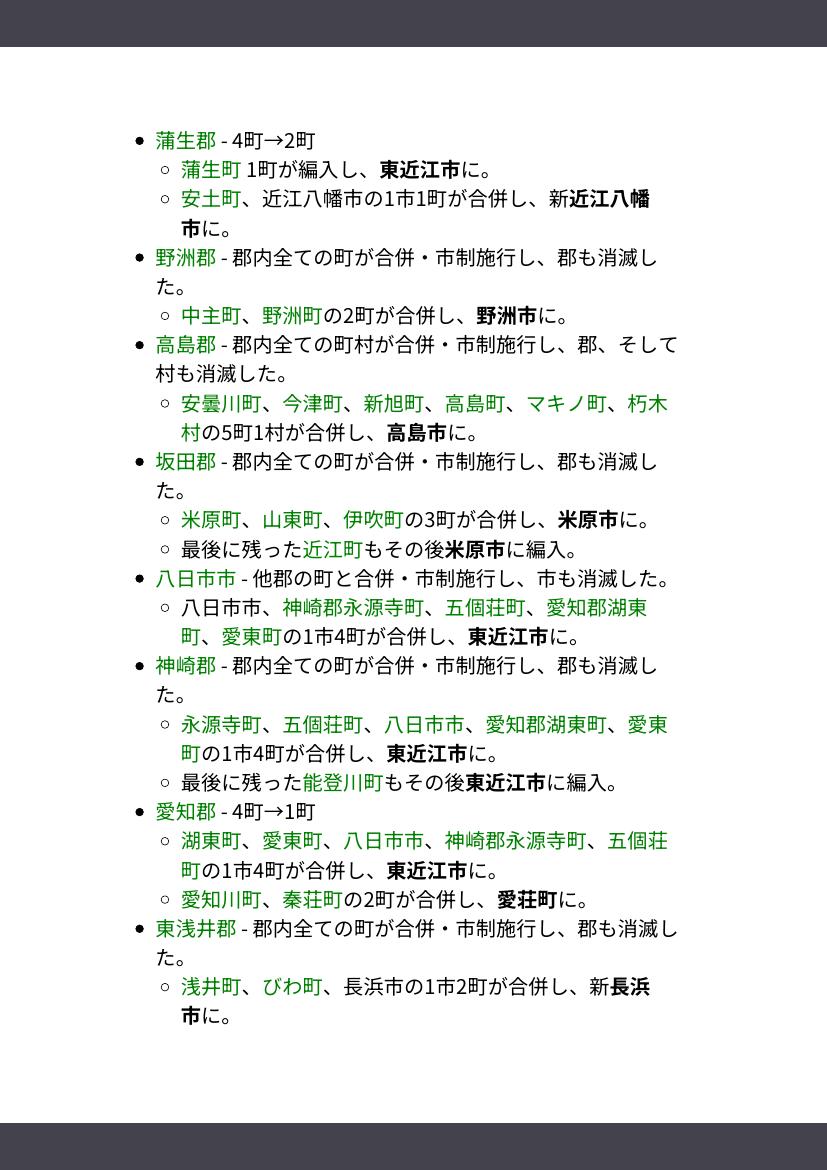 • 蒲生郡 - 4町→2町
◦ 蒲生町 1町が編入し、東近江市に。
◦ 安土町、近江八幡市の1市1町が合併し、新近江八幡
市に。
• 野洲郡 - 郡内全ての町が合併・市制施行し、郡も消滅し
た。
◦ 中主町、野洲町の2町が合併し、野洲市に。
• 高島郡 - 郡内全ての町村が合併・市制施行し、郡、そして
村も消滅した。
◦ 安曇川町、今津町、新旭町、高島町、マキノ町、朽木
村の5町1村が合併し、高島市に。
• 坂田郡 - 郡内全ての町が合併・市制施行し、郡も消滅し
た。
◦ 米原町、山東町、伊吹町の3町が合併し、米原市に。
◦ 最後に残った近江町もその後米原市に編入。
• 八日市市 - 他郡の町と合併・市制施行し、市も消滅した。
◦ 八日市市、神崎郡永源寺町、五個荘町、愛知郡湖東
町、愛東町の1市4町が合併し、東近江市に。
• 神崎郡 - 郡内全ての町が合併・市制施行し、郡も消滅し
た。
◦ 永源寺町、五個荘町、八日市市、愛知郡湖東町、愛東
町の1市4町が合併し、東近江市に。
◦ 最後に残った能登川町もその後東近江市に編入。
• 愛知郡 - 4町→1町
◦ 湖東町、愛東町、八日市市、神崎郡永源寺町、五個荘
町の1市4町が合併し、東近江市に。
◦ 愛知川町、秦荘町の2町が合併し、愛荘町に。
• 東浅井郡 - 郡内全ての町が合併・市制施行し、郡も消滅し
た。
◦ 浅井町、びわ町、長浜市の1市2町が合併し、新長浜
市に。